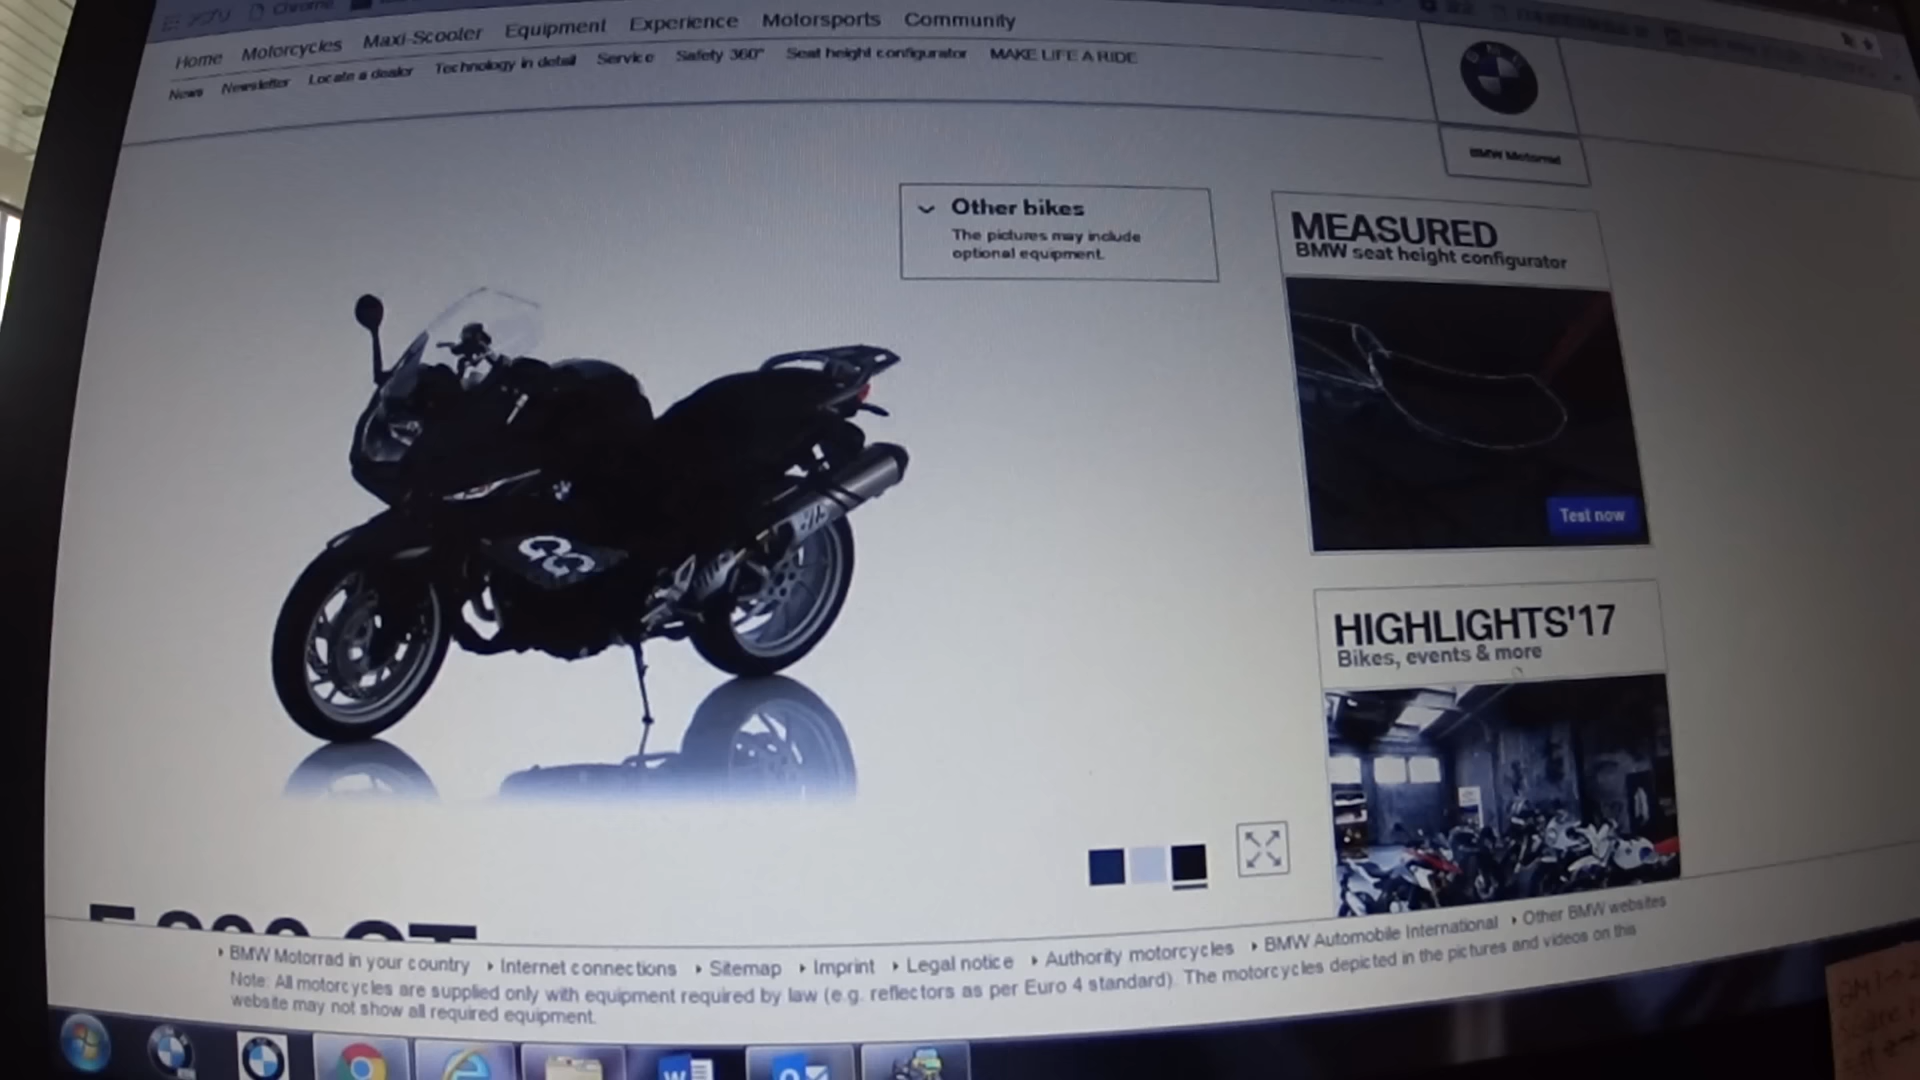 Chrome
Home Motorcycles Maxi-Scooter Equipment Experience Motorsports Community
News Newsletter Locate a dealer Technology in detail Service Safety 360° Seat height configurator MAKE LIFE A RIDE
BMW
BMW Motorrad
Other bikes
The pictures may include
optional equipment.
MEASURED
BMW seat height configurator
Test now
HIGHLIGHTS'17
Bikes, events & more
BMW Motorrad in your country Internet connections Sitemap Imprint Legal notice Authority motorcycles BMW Automobile International Other BMW websites
Note: All motorcycles are supplied only with equipment required by law (e.g. reflectors as per Euro 4 standard). The motorcycles depicted in the pictures and videos on this
website may not show all required equipment.